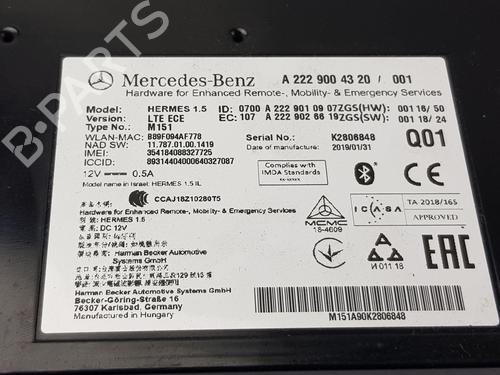 Mercedes-Benz A 222 900 43 20 / 001
Hardware for Enhanced Remote-, Mobility- & Emergency Services
Model: HERMES 1.5 ID: 0700 A 222 901 09 07 ZGS(HW): 001 16/50
Version: LTE ECE EC: 107 A 222 902 66 19 ZGS(SW): 001 18/24
Type No.: M151
WLAN-MAC: B89F094AF778 Serial No.: K2806848 Q01
NAD SW: 11.787.01.00.1419 Date: 2019/01/31
IMEI: 354184088327725
ICCID: 89314404000640327087
12V 0.5A
Complies with
IMDA Standards
Model name in Israel: HERMES 1.5 IL
CCAJ18Z10280T5
Hardware for Enhanced Remote-, Mobility- & Emergency Services
HERMES 1.5
DC 12V
MCMC
18-4609
ICASA
TA-2018/165
APPROVED
Harman Becker Automotive
Systems GmbH
И 011 18
EAC
Harman Becker Automotive Systems GmbH
Becker-Göring-Straße 16
76307 Karlsbad, Germany
Manufactured in Hungary
M151A90K2806848